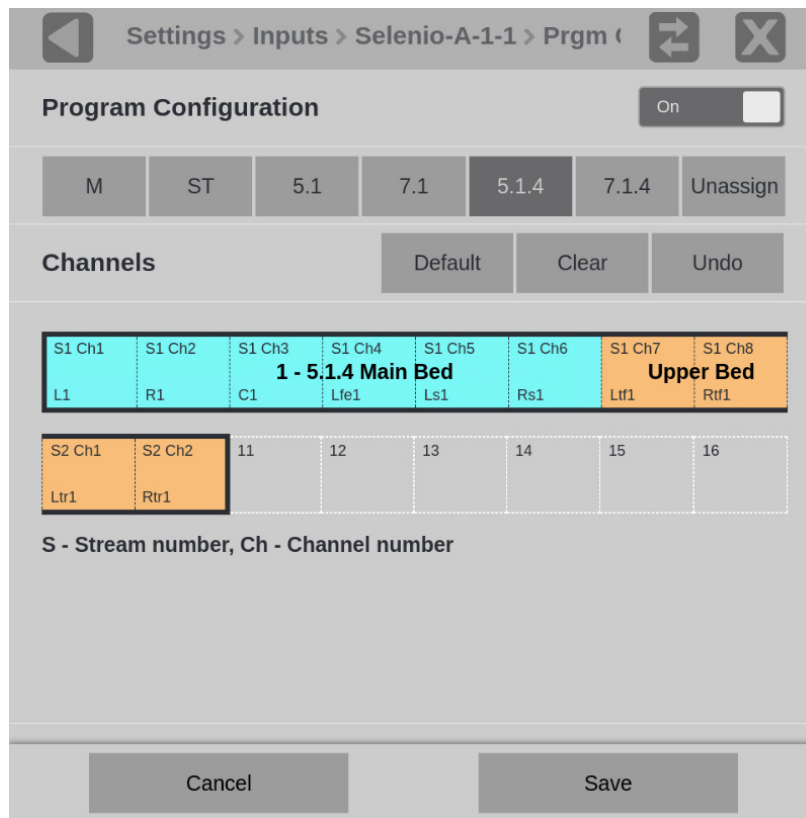 Settings > Inputs > Selenio-A-1-1 > Prgm
Program Configuration
On
M ST 5.1 7.1 5.1.4 7.1.4 Unassign
Channels Default Clear Undo
S1 Ch1 S1 Ch2 S1 Ch3 S1 Ch4 S1 Ch5 S1 Ch6 S1 Ch7 S1 Ch8
1 - 5.1.4 Main Bed Upper Bed
L1 R1 C1 Lfe1 Ls1 Rs1 Ltf1 Rtf1
S2 Ch1 S2 Ch2 11 12 13 14 15 16
Ltr1 Rtr1
S - Stream number, Ch - Channel number
Cancel Save